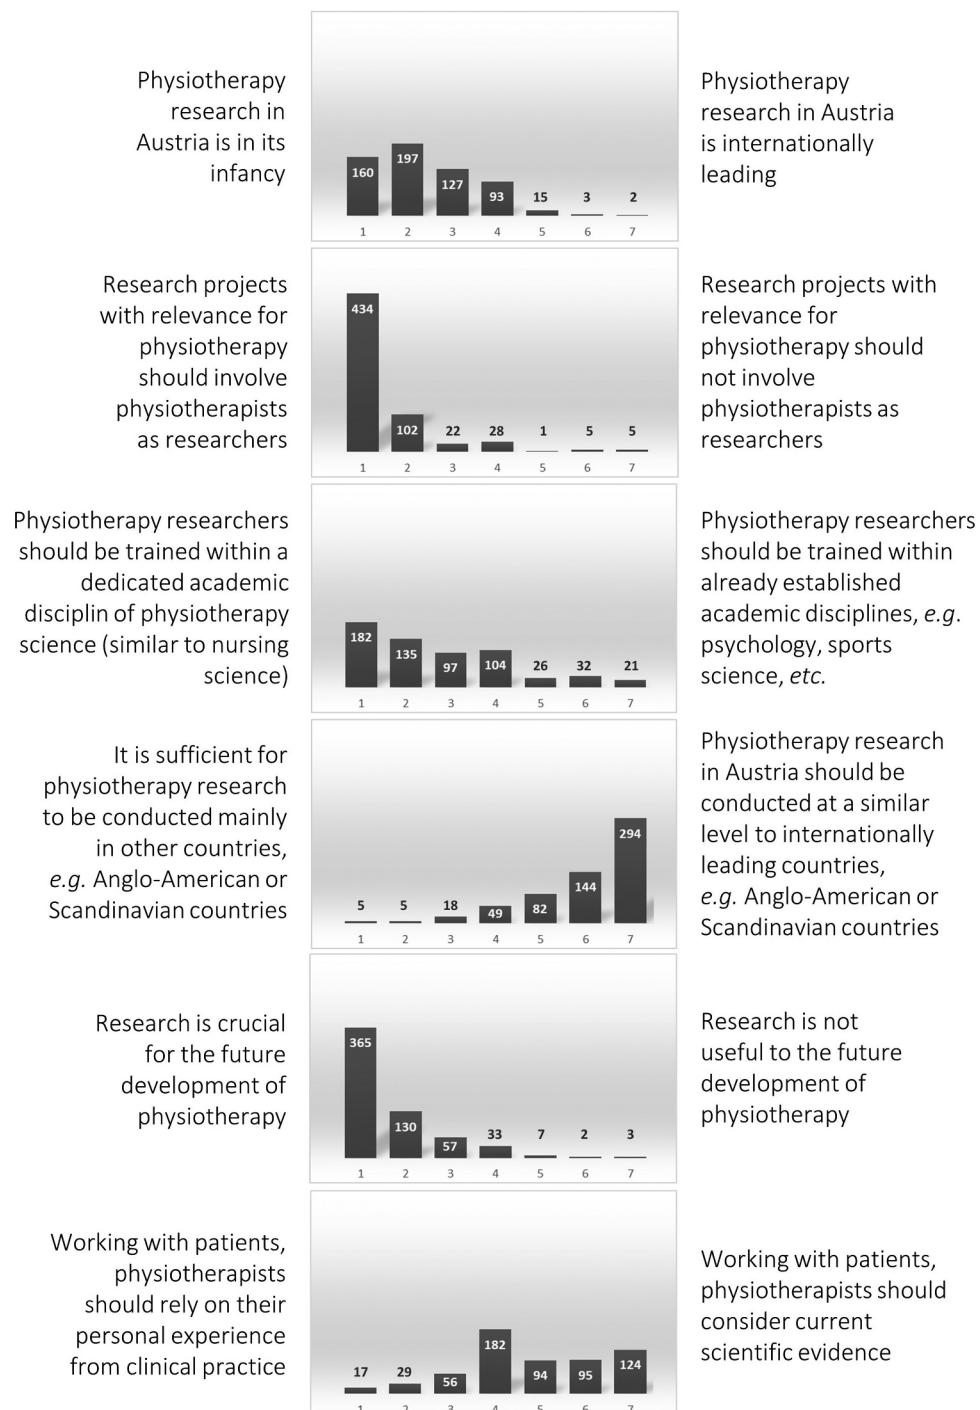 Physiotherapy
research in
Austria is in its
infancy
160
197
127
93
15
3
2
1
2
3
4
5
6
7
Physiotherapy
research in Austria
is internationally
leading
Research projects
with relevance for
physiotherapy
should involve
physiotherapists
as researchers
434
102
22
28
1
5
5
1
2
3
4
5
6
7
Research projects with
relevance for
physiotherapy should
not involve
physiotherapists as
researchers
Physiotherapy researchers
should be trained within a
dedicated academic
disciplin of physiotherapy
science (similar to nursing
science)
182
135
97
104
26
32
21
1
2
3
4
5
6
7
Physiotherapy researchers
should be trained within
already established
academic disciplines, e.g.
psychology, sports
science, etc.
It is sufficient for
physiotherapy research
to be conducted mainly
in other countries,
e.g. Anglo-American or
Scandinavian countries
5
5
18
49
82
144
294
1
2
3
4
5
6
7
Physiotherapy research
in Austria should be
conducted at a similar
level to internationally
leading countries,
e.g. Anglo-American or
Scandinavian countries
Research is crucial
for the future
development of
physiotherapy
365
130
57
33
7
2
3
1
2
3
4
5
6
7
Research is not
useful to the future
development of
physiotherapy
Working with patients,
physiotherapists
should rely on their
personal experience
from clinical practice
17
29
56
182
94
95
124
1
2
3
4
5
6
7
Working with patients,
physiotherapists should
consider current
scientific evidence